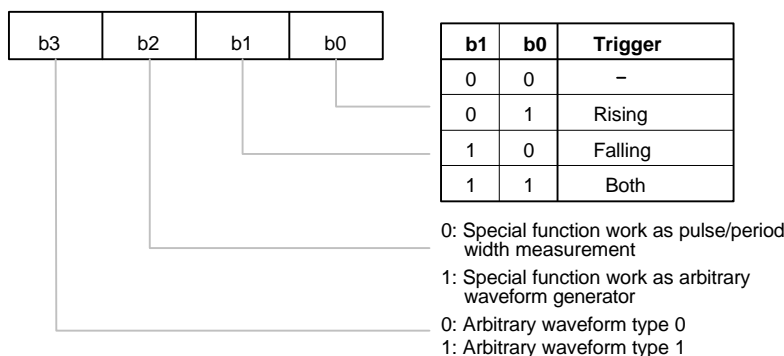 b3 b2 b1 b0
b1 b0 Trigger
0 0 –
0 1 Rising
1 0 Falling
1 1 Both
0: Special function work as pulse/period
width measurement
1: Special function work as arbitrary
waveform generator
0: Arbitrary waveform type 0
1: Arbitrary waveform type 1